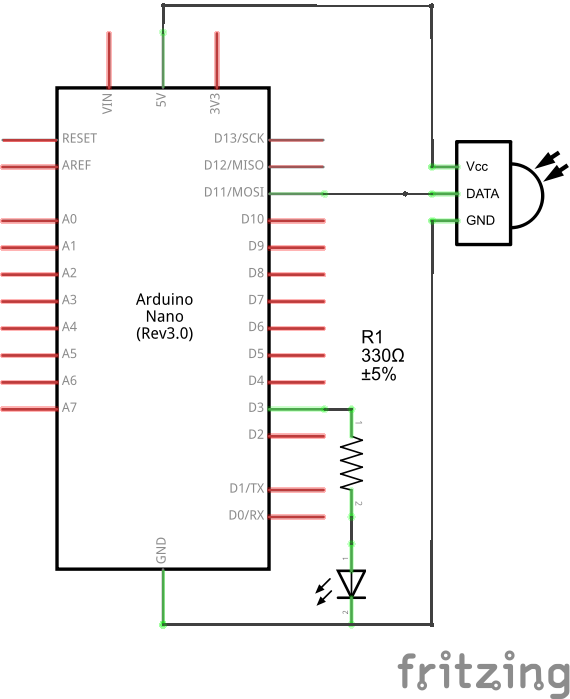 VIN
5V
3V3
RESET
AREF
A0
A1
A2
A3
A4
A5
A6
A7
D13/SCK
D12/MISO
D11/MOSI
D10
D9
D8
D7
D6
D5
D4
D3
D2
D1/TX
D0/RX
GND
Arduino
Nano
(Rev3.0)
R1
330Ω
±5%
1
2
1
2
Vcc
DATA
GND
fritzing